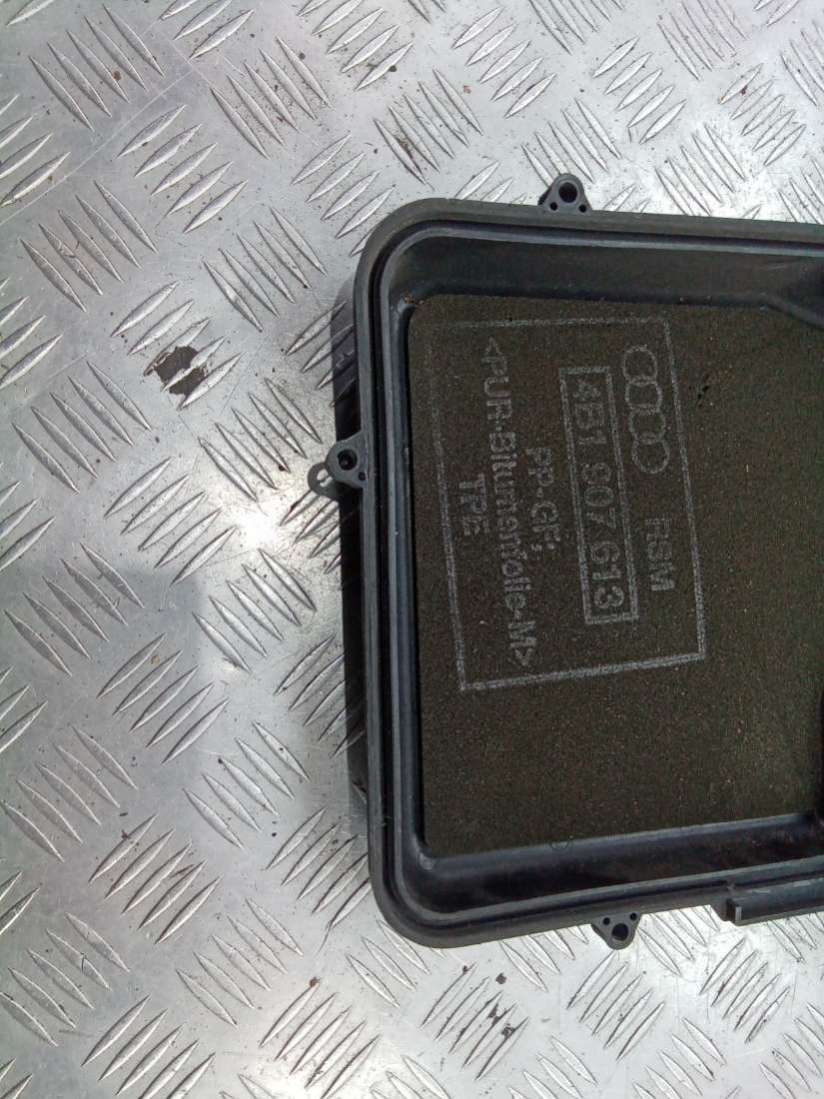 RSM
4B1 907 613
PP-GF;
<PUR-Bitumenfolie-M>
TPE